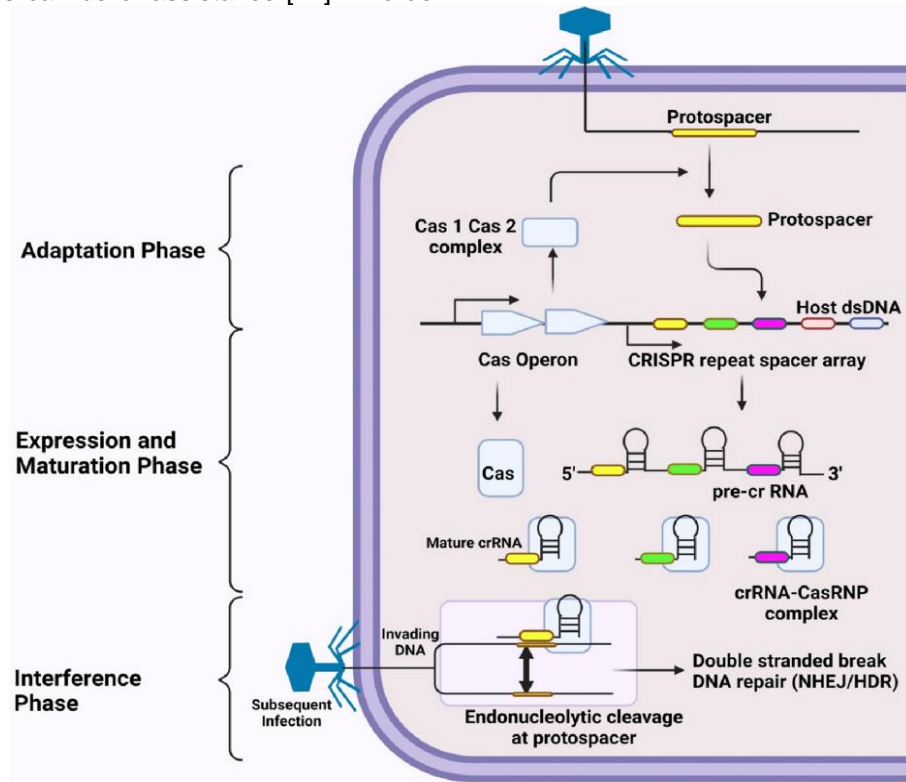 Protospacer
Adaptation Phase
Cas 1 Cas 2
complex
Protospacer
Host dsDNA
Cas Operon
CRISPR repeat spacer array
Expression and
Maturation Phase
Cas
5'
3'
pre-cr RNA
Mature crRNA
crRNA-CasRNP
complex
Interference
Phase
Invading
DNA
Subsequent
Infection
Double stranded break
DNA repair (NHEJ/HDR)
Endonucleolytic cleavage
at protospacer